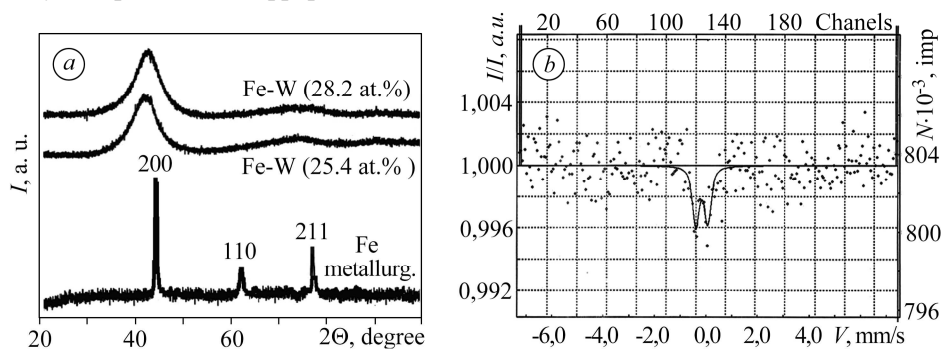 a
Fe-W (28.2 at.%)
Fe-W (25.4 at.% )
200
110
211
Fe
metallurg.
I, a. u.
20
40
60
2Θ, degree
20 60 100 140 180 Chanels
b
I/I, a.u.
1,004
1,000
0,996
0,992
N·10⁻³, imp
804
800
796
-6,0 -4,0 -2,0 0,0 2,0 4,0 V, mm/s